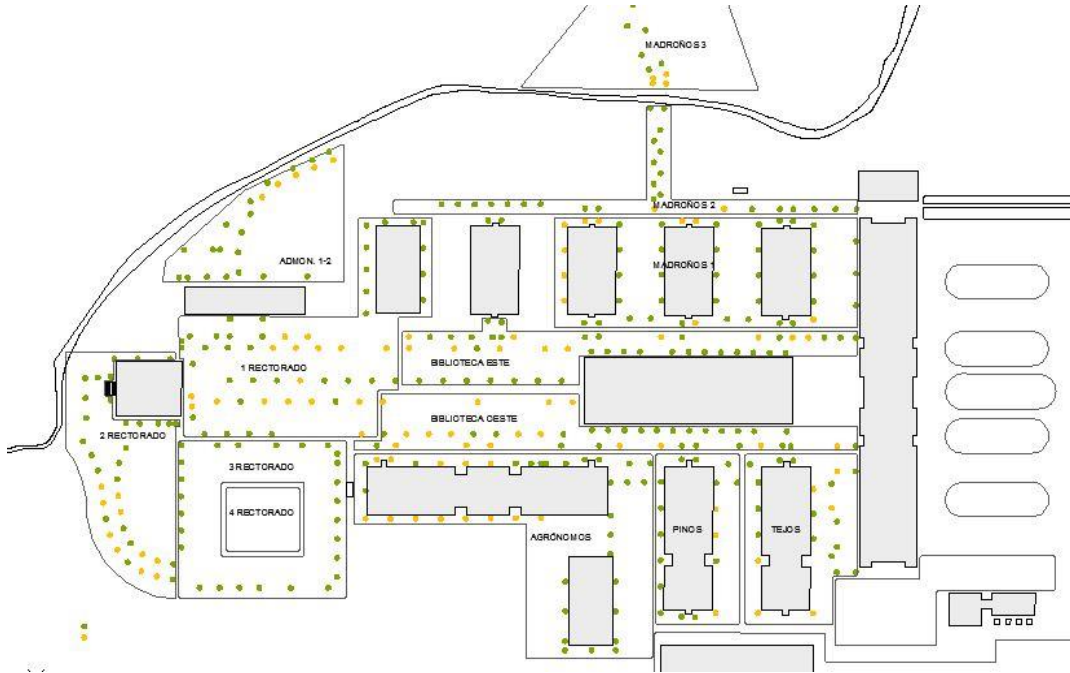 MADROÑOS 3
MADROÑOS 2
ADMON. 1-2
MADROÑOS 1
1 RECTORADO
BIBLIOTECA ESTE
BIBLIOTECA OESTE
2 RECTORADO
3 RECTORADO
4 RECTORADO
AGRÓNOMOS
PINOS
TEJOS